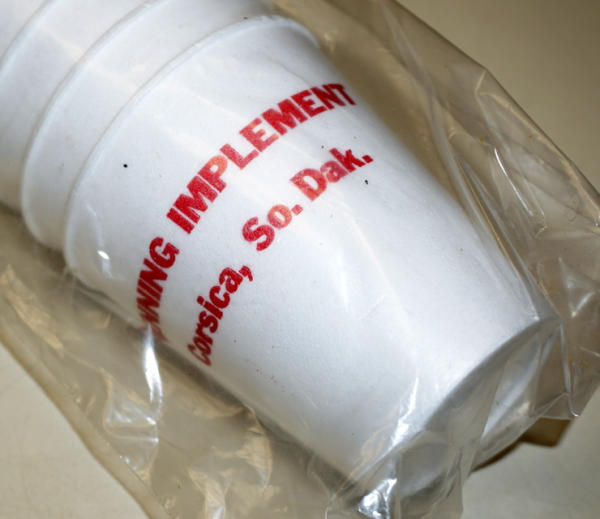 IMPLEMENT
Corsica, So. Dak.